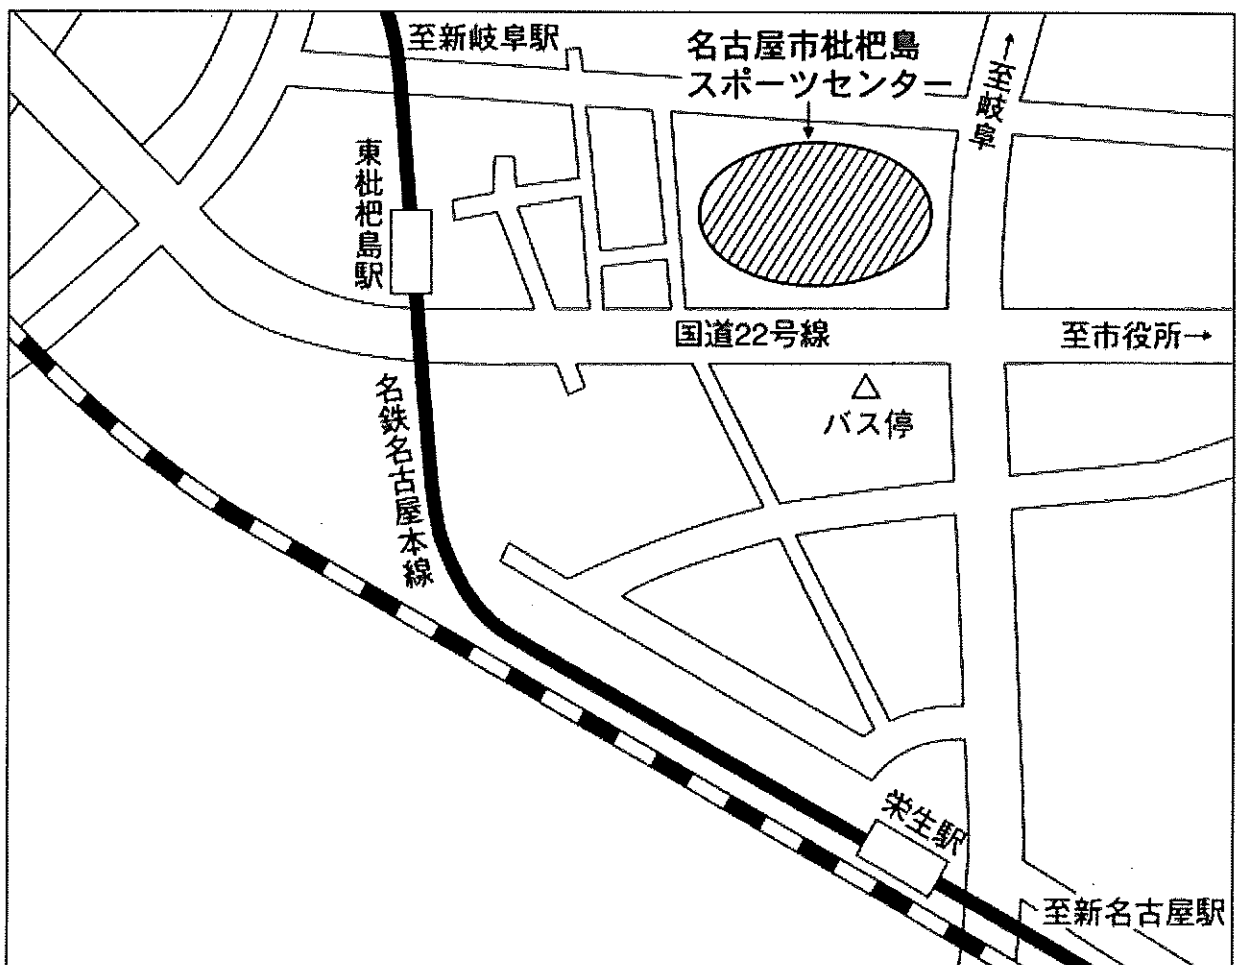 至新岐阜駅
名古屋市枇杷島
スポーツセンター
至岐阜
東枇杷島駅
国道22号線
至市役所→
バス停
名鉄名古屋本線
栄生駅
至新名古屋駅